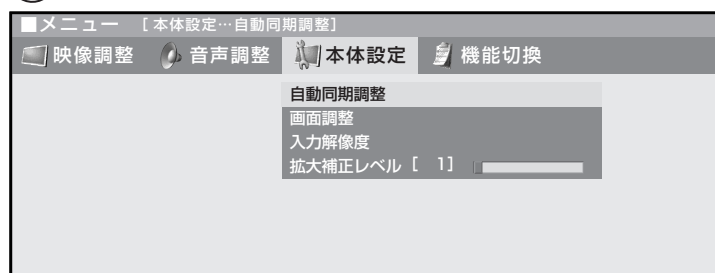 ■メニュー [本体設定…自動同期調整]
映像調整 音声調整 本体設定 機能切換
自動同期調整
画面調整
入力解像度
拡大補正レベル [ 1]